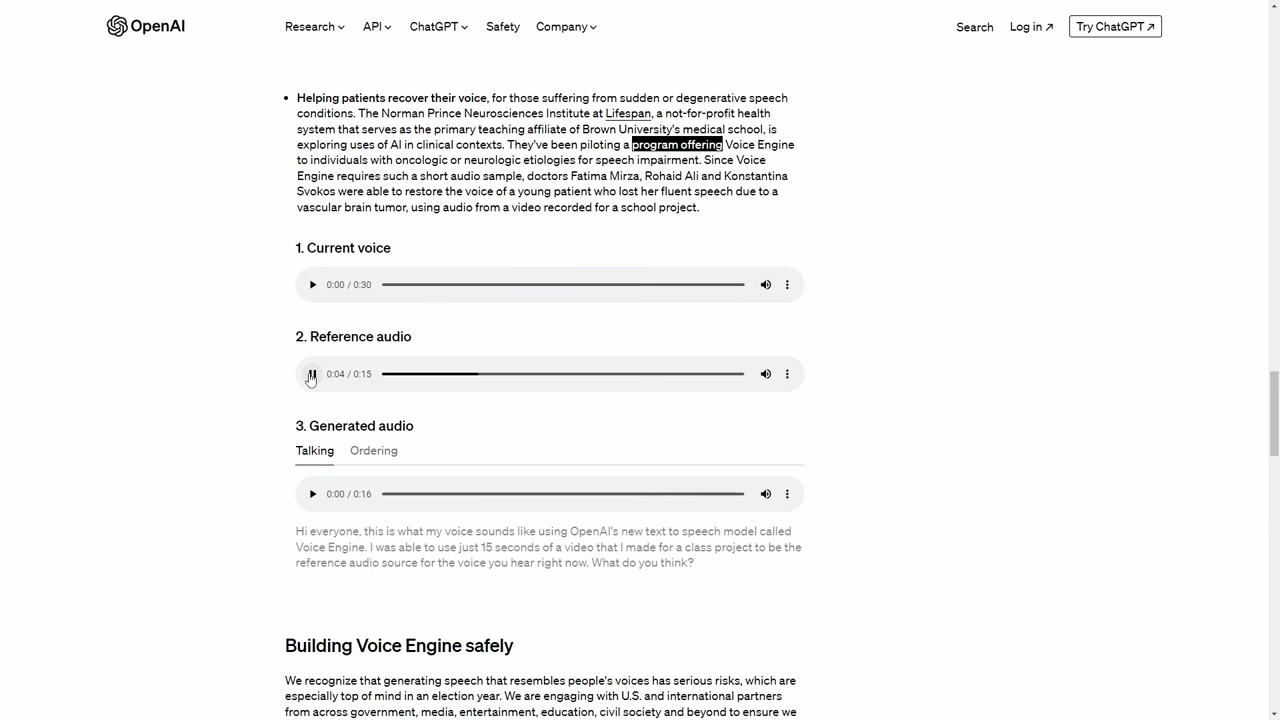 OpenAI Research API ChatGPT Safety Company Search Log in ↗ Try ChatGPT ↗
• Helping patients recover their voice, for those suffering from sudden or degenerative speech
conditions. The Norman Prince Neurosciences Institute at Lifespan, a not-for-profit health
system that serves as the primary teaching affiliate of Brown University's medical school, is
exploring uses of AI in clinical contexts. They've been piloting a program offering Voice Engine
to individuals with oncologic or neurologic etiologies for speech impairment. Since Voice
Engine requires such a short audio sample, doctors Fatima Mirza, Rohaid Ali and Konstantina
Svokos were able to restore the voice of a young patient who lost her fluent speech due to a
vascular brain tumor, using audio from a video recorded for a school project.
1. Current voice
0:00 / 0:30
2. Reference audio
0:04 / 0:15
3. Generated audio
Talking Ordering
0:00 / 0:16
Hi everyone, this is what my voice sounds like using OpenAI's new text to speech model called
Voice Engine. I was able to use just 15 seconds of a video that I made for a class project to be the
reference audio source for the voice you hear right now. What do you think?
Building Voice Engine safely
We recognize that generating speech that resembles people's voices has serious risks, which are
especially top of mind in an election year. We are engaging with U.S. and international partners
from across government, media, entertainment, education, civil society and beyond to ensure we